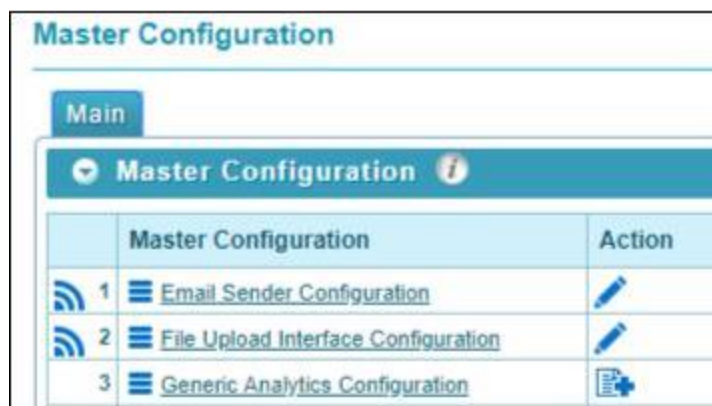 Master Configuration
Main
Master Configuration i
Master Configuration Action
1 Email Sender Configuration
2 File Upload Interface Configuration
3 Generic Analytics Configuration